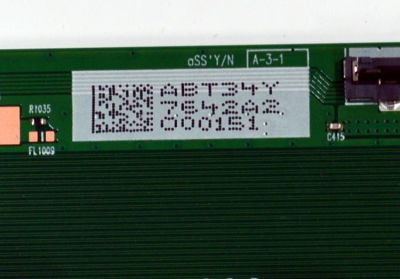 aSS'Y/N A-3-1
ABT34Y
7642A2
000151
R1035
FL1009
C415